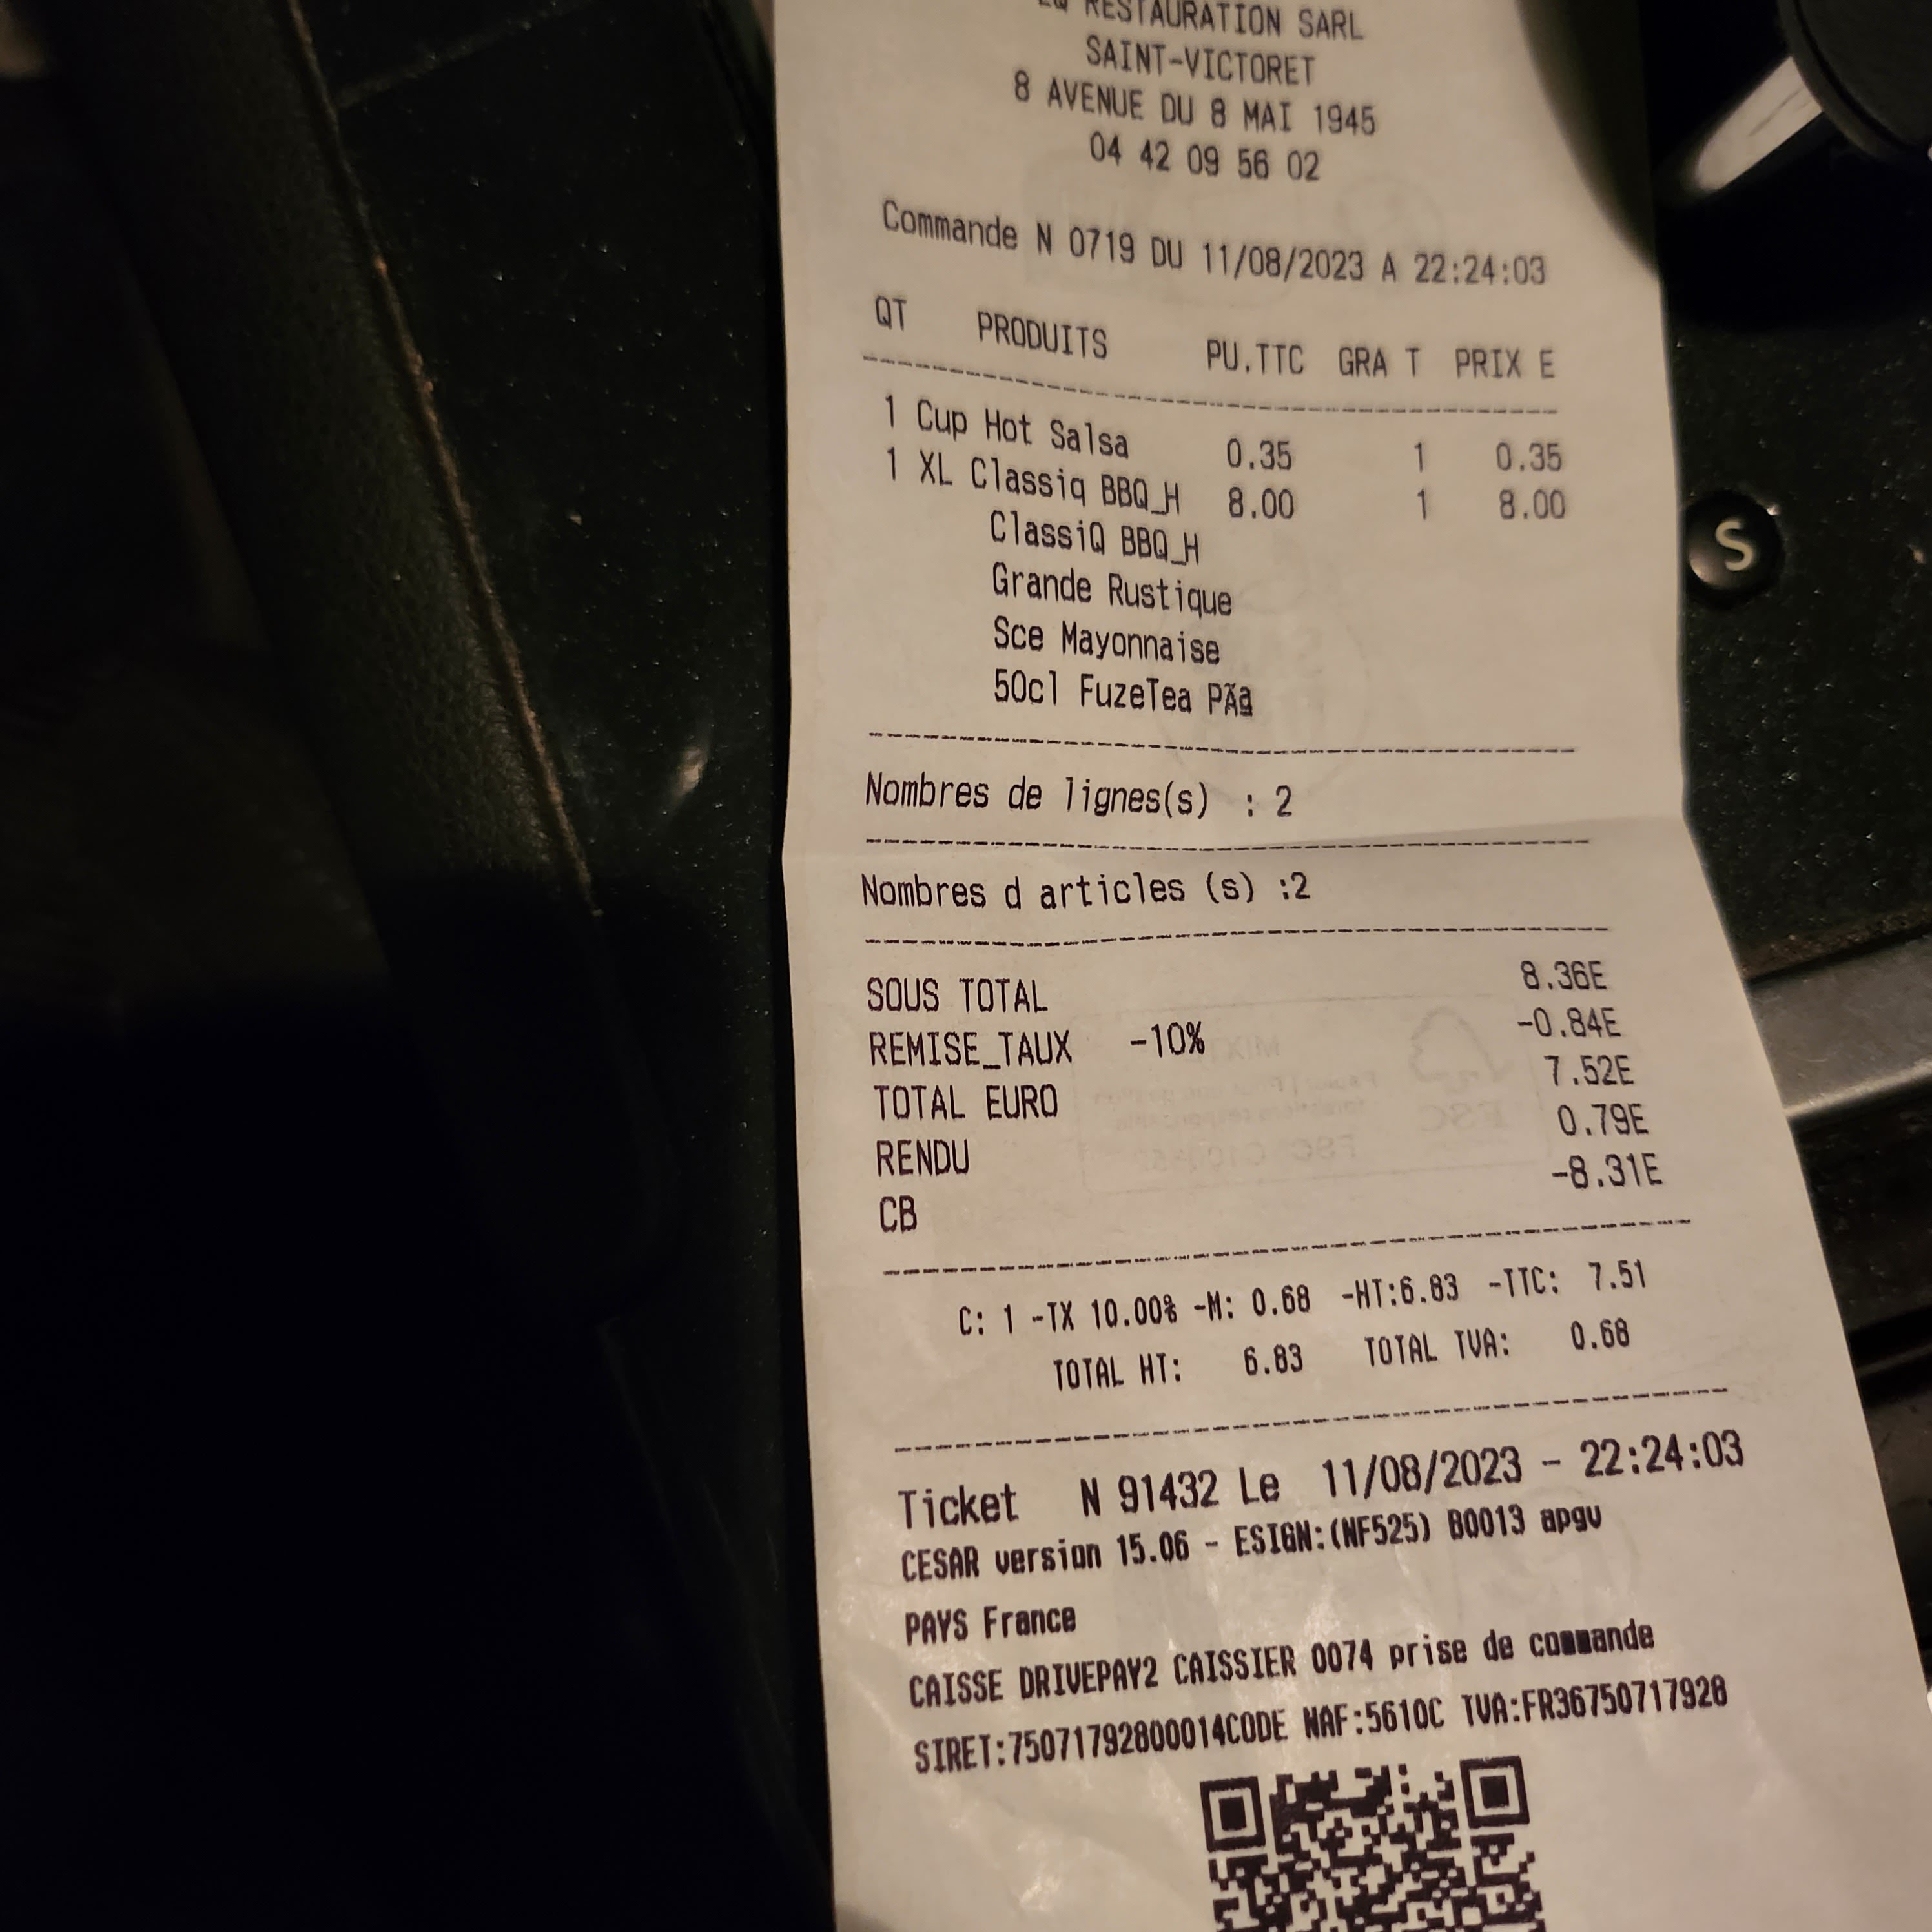 RESTAURATION SARL
SAINT-VICTORET
8 AVENUE DU 8 MAI 1945
04 42 09 56 02
Commande N 0719 DU 11/08/2023 A 22:24:03
QT PRODUITS PU.TTC GRA T PRIX E
1 Cup Hot Salsa 0.35 1 0.35
1 XL Classiq BBQ_H 8.00 1 8.00
ClassiQ BBQ_H
Grande Rustique
Sce Mayonnaise
50cl FuzeTea PÃª
Nombres de lignes(s) : 2
Nombres d articles (s) :2
SOUS TOTAL 8.36E
REMISE_TAUX -10% -0.84E
TOTAL EURO 7.52E
RENDU 0.79E
CB -8.31E
C: 1 -TX 10.00% -M: 0.68 -HT:6.83 -TTC: 7.51
TOTAL HT: 6.83 TOTAL TVA: 0.68
Ticket N 91432 Le 11/08/2023 - 22:24:03
CESAR version 15.06 - ESIGN:(NF525) B0013 apgv
PAYS France
CAISSE DRIVEPAY2 CAISSIER 0074 prise de commande
SIRET:75071792800014CODE NAF:5610C TVA:FR36750717928
S